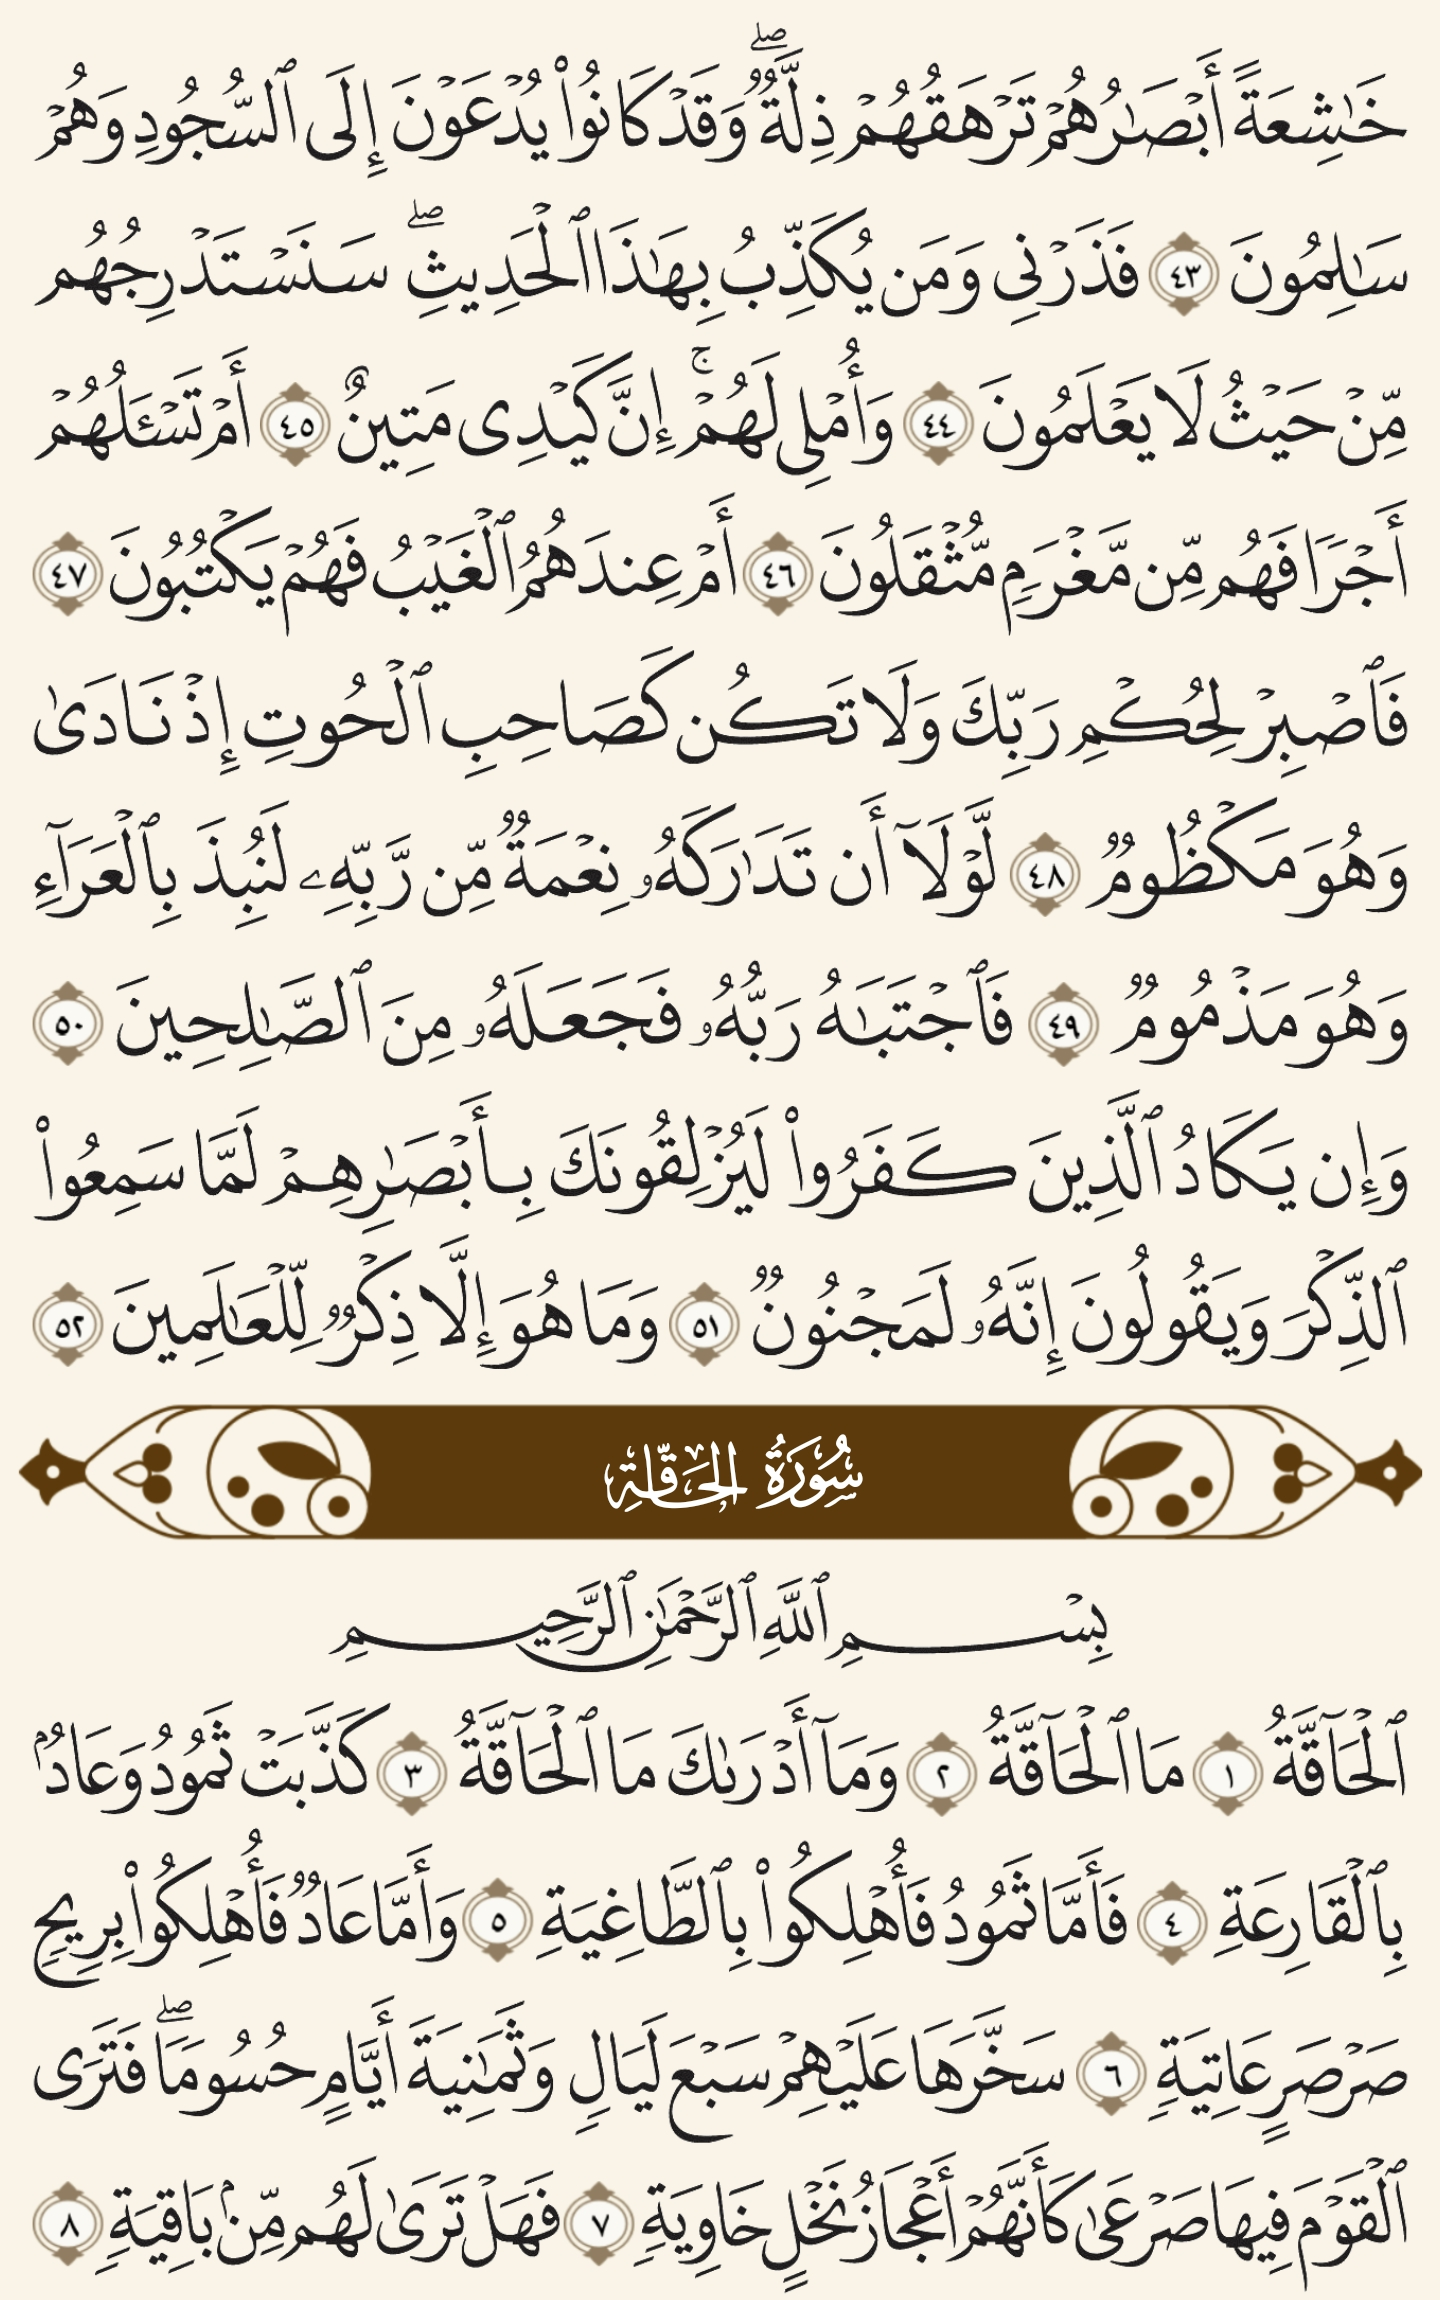 خَٰشِعَةً أَبْصَٰرُهُمْ تَرْهَقُهُمْ ذِلَّةٌۭ ۖ وَقَدْ كَانُوا۟ يُدْعَوْنَ إِلَى ٱلسُّجُودِ وَهُمْ
سَٰلِمُونَ ٤٣ فَذَرْنِى وَمَن يُكَذِّبُ بِهَٰذَا ٱلْحَدِيثِ ۖ سَنَسْتَدْرِجُهُم
مِّنْ حَيْثُ لَا يَعْلَمُونَ ٤٤ وَأُمْلِى لَهُمْ ۚ إِنَّ كَيْدِى مَتِينٌ ٤٥ أَمْ تَسْـَٔلُهُمْ
أَجْرًۭا فَهُم مِّن مَّغْرَمٍۢ مُّثْقَلُونَ ٤٦ أَمْ عِندَهُمُ ٱلْغَيْبُ فَهُمْ يَكْتُبُونَ ٤٧
فَٱصْبِرْ لِحُكْمِ رَبِّكَ وَلَا تَكُن كَصَاحِبِ ٱلْحُوتِ إِذْ نَادَىٰ
وَهُوَ مَكْظُومٌۭ ٤٨ لَّوْلَآ أَن تَدَٰرَكَهُۥ نِعْمَةٌۭ مِّن رَّبِّهِۦ لَنُبِذَ بِٱلْعَرَآءِ
وَهُوَ مَذْمُومٌۭ ٤٩ فَٱجْتَبَٰهُ رَبُّهُۥ فَجَعَلَهُۥ مِنَ ٱلصَّٰلِحِينَ ٥٠
وَإِن يَكَادُ ٱلَّذِينَ كَفَرُوا۟ لَيُزْلِقُونَكَ بِأَبْصَٰرِهِمْ لَمَّا سَمِعُوا۟
ٱلذِّكْرَ وَيَقُولُونَ إِنَّهُۥ لَمَجْنُونٌۭ ٥١ وَمَا هُوَ إِلَّا ذِكْرٌۭ لِّلْعَٰلَمِينَ ٥٢
سُورَةُ الحَاقَّةِ
بِسْمِ ٱللَّهِ ٱلرَّحْمَٰنِ ٱلرَّحِيمِ
ٱلْحَآقَّةُ ١ مَا ٱلْحَآقَّةُ ٢ وَمَآ أَدْرَىٰكَ مَا ٱلْحَآقَّةُ ٣ كَذَّبَتْ ثَمُودُ وَعَادٌۢ
بِٱلْقَارِعَةِ ٤ فَأَمَّا ثَمُودُ فَأُهْلِكُوا۟ بِٱلطَّاغِيَةِ ٥ وَأَمَّا عَادٌۭ فَأُهْلِكُوا۟ بِرِيحٍۢ
صَرْصَرٍ عَاتِيَةٍۢ ٦ سَخَّرَهَا عَلَيْهِمْ سَبْعَ لَيَالٍۢ وَثَمَٰنِيَةَ أَيَّامٍ حُسُومًۭا ۖ فَتَرَى
ٱلْقَوْمَ فِيهَا صَرْعَىٰ كَأَنَّهُمْ أَعْجَازُ نَخْلٍ خَاوِيَةٍۢ ٧ فَهَلْ تَرَىٰ لَهُم مِّنۢ بَاقِيَةٍۢ ٨